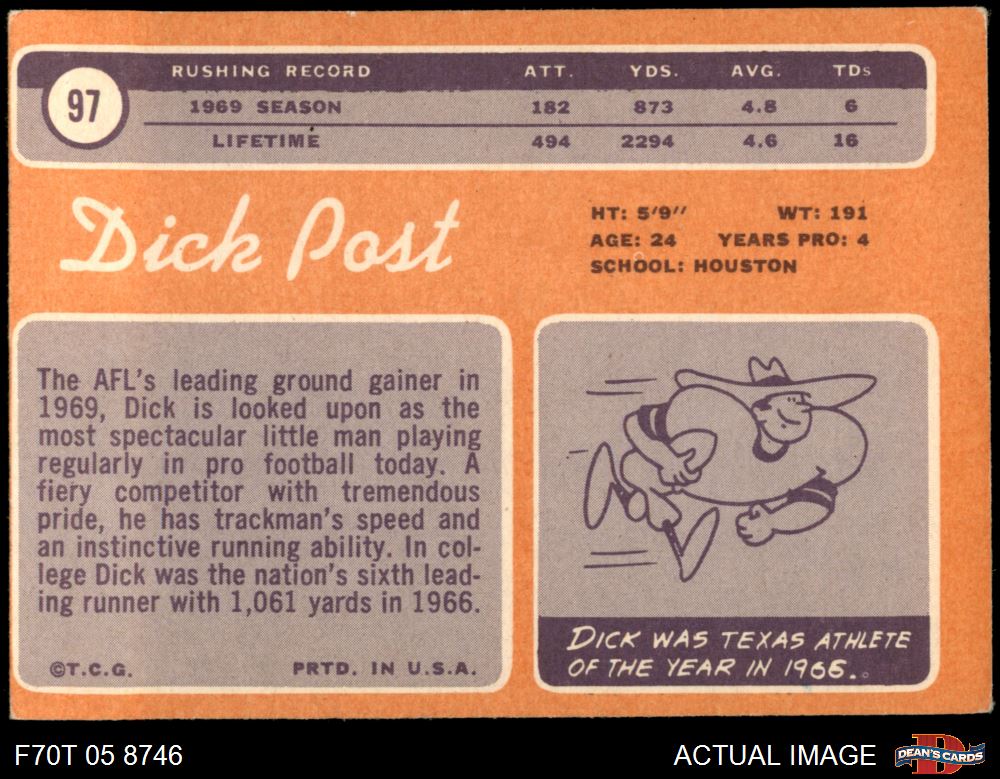 97
RUSHING RECORD ATT. YDS. AVG. TDs
1969 SEASON 182 873 4.8 6
LIFETIME 494 2294 4.6 16
Dick Post
HT: 5'9" WT: 191
AGE: 24 YEARS PRO: 4
SCHOOL: HOUSTON
The AFL's leading ground gainer in
1969, Dick is looked upon as the
most spectacular little man playing
regularly in pro football today. A
fiery competitor with tremendous
pride, he has trackman's speed and
an instinctive running ability. In col-
lege Dick was the nation's sixth lead-
ing runner with 1,061 yards in 1966.
©T.C.G. PRTD. IN U.S.A.
DICK WAS TEXAS ATHLETE
OF THE YEAR IN 1966.
F70T 05 8746
ACTUAL IMAGE
D
DEAN'S CARDS